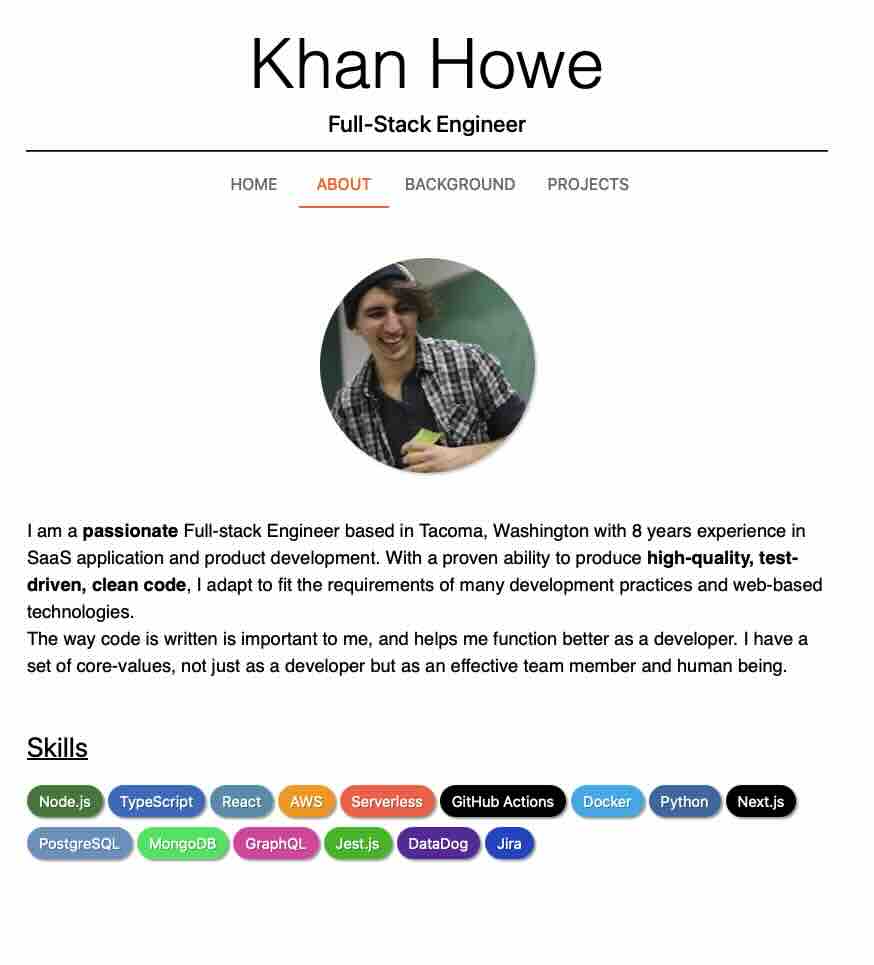 Khan Howe
Full-Stack Engineer
HOME ABOUT BACKGROUND PROJECTS
I am a passionate Full-stack Engineer based in Tacoma, Washington with 8 years experience in
SaaS application and product development. With a proven ability to produce high-quality, test-
driven, clean code, I adapt to fit the requirements of many development practices and web-based
technologies.
The way code is written is important to me, and helps me function better as a developer. I have a
set of core-values, not just as a developer but as an effective team member and human being.
Skills
Node.js TypeScript React AWS Serverless GitHub Actions Docker Python Next.js
PostgreSQL MongoDB GraphQL Jest.js DataDog Jira